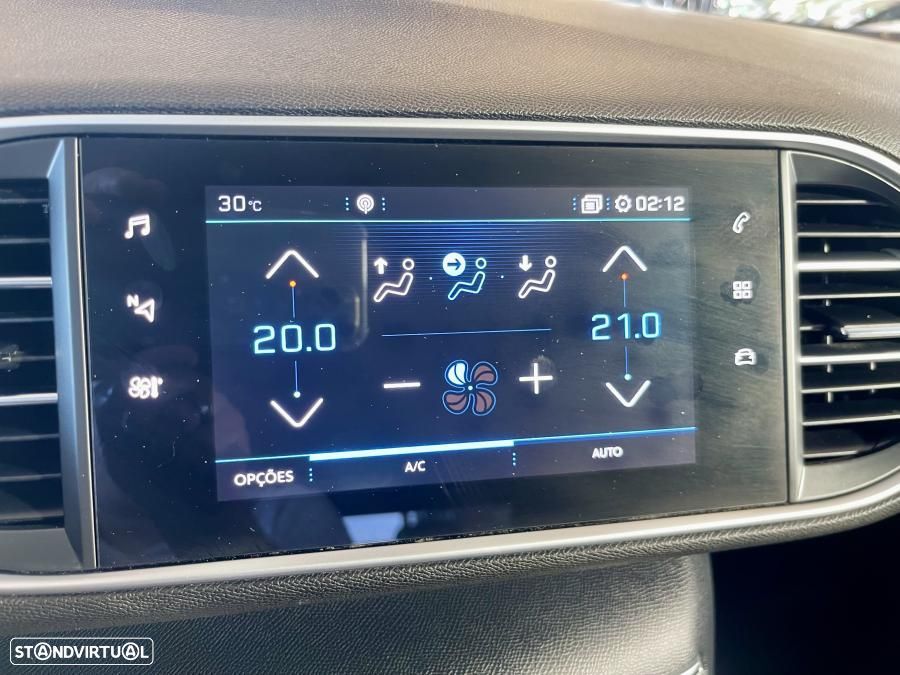 30°C
02:12
N
20.0
21.0
OPÇÕES
A/C
AUTO
STANDVIRTUAL